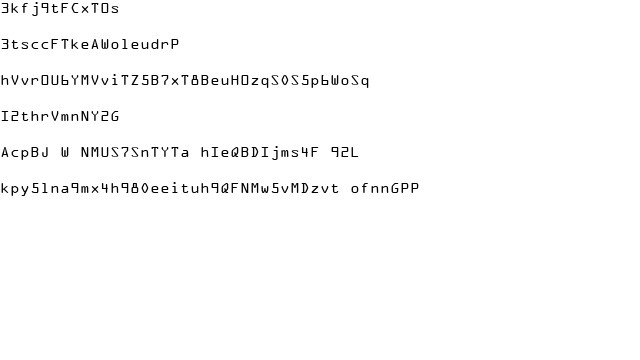 3kfj9tFCxTOs
3tsccFTkeAWoleudrP
hVvrOU6YMVviTZ5B7xT8BeuHOzqS0S5p6WoSq
I2thrVmnNY2G
AcpBJ W NMUS7SnTYTa hIeQBDIjms4F 92L
kpy5lna9mx4h980eeituh9QFNMw5vMDzvt ofnnGPP